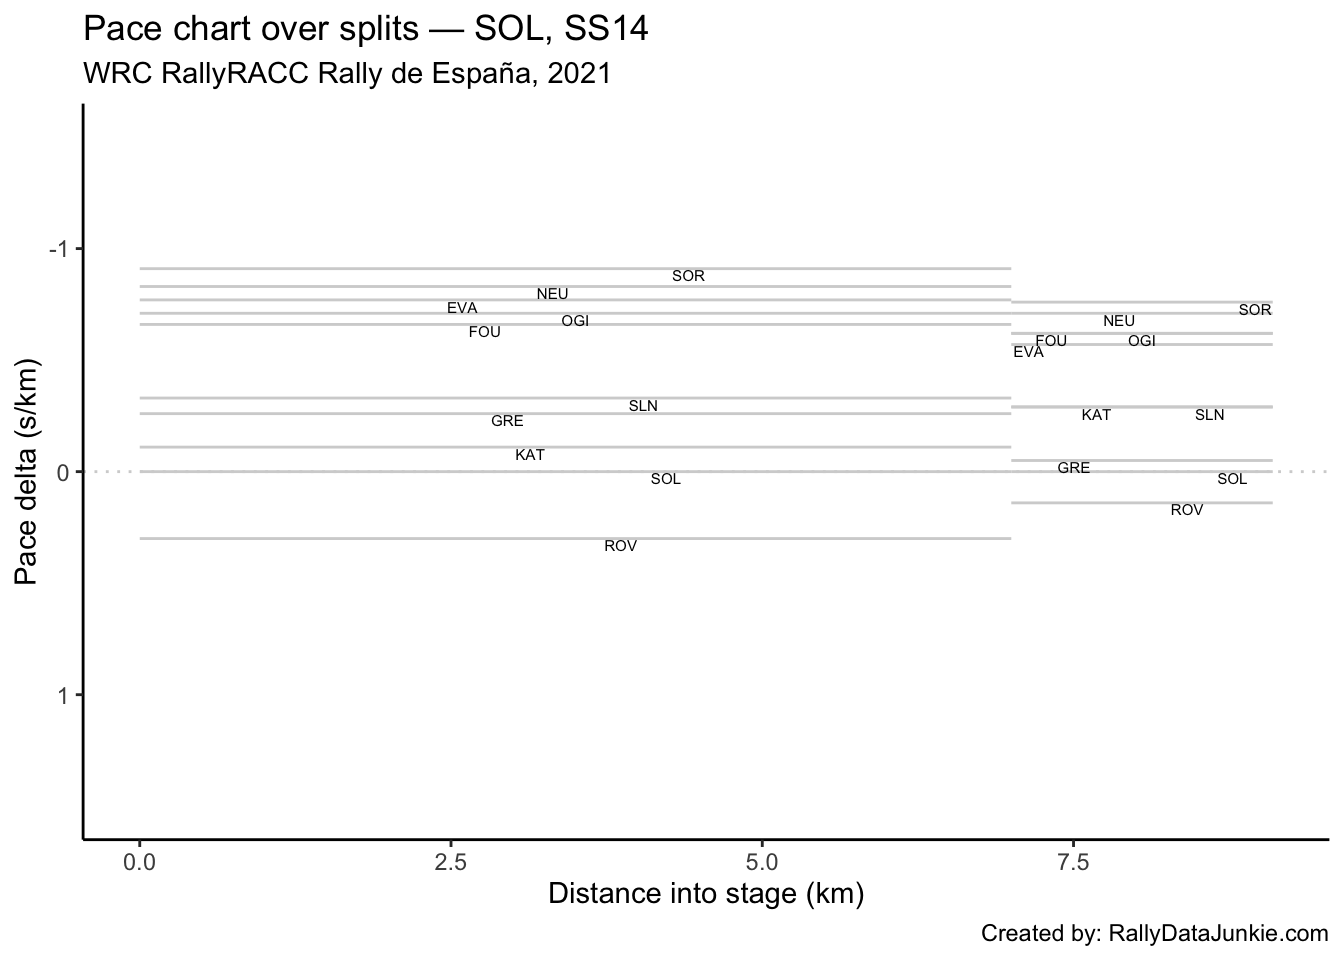 Pace chart over splits — SOL, SS14
WRC RallyRACC Rally de España, 2021
Pace delta (s/km)
-1
0
1
SOR
NEU
EVA
OGI
FOU
SLN
GRE
KAT
SOL
ROV
SOR
NEU
FOU
OGI
EVA
KAT
SLN
GRE
SOL
ROV
0.0 2.5 5.0 7.5
Distance into stage (km)
Created by: RallyDataJunkie.com